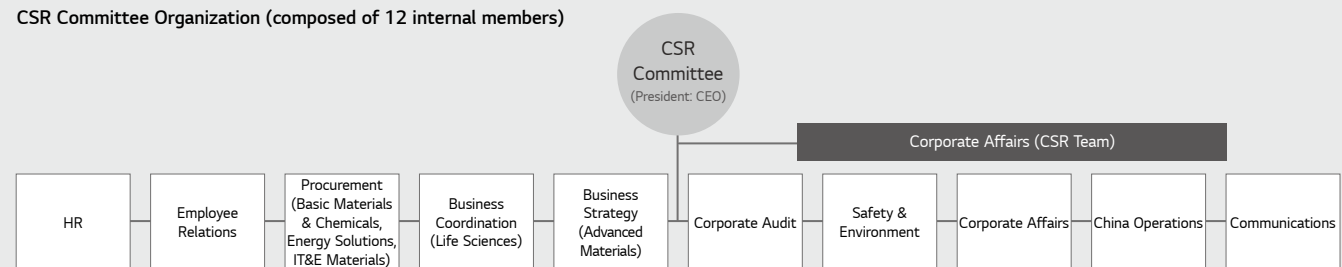 CSR Committee Organization (composed of 12 internal members)
CSR
Committee
(President: CEO)
Corporate Affairs (CSR Team)
HR
Employee
Relations
Procurement
(Basic Materials
& Chemicals,
Energy Solutions,
IT&E Materials)
Business
Coordination
(Life Sciences)
Business
Strategy
(Advanced
Materials)
Corporate Audit
Safety &
Environment
Corporate Affairs
China Operations
Communications